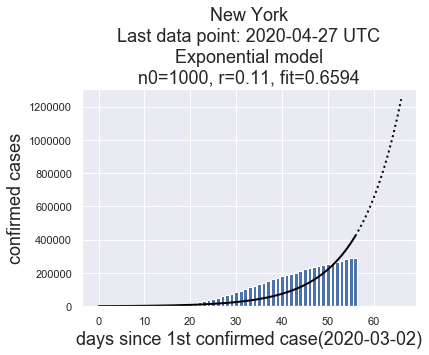 New York
Last data point: 2020-04-27 UTC
Exponential model
n0=1000, r=0.11, fit=0.6594
1200000
1000000
800000
600000
400000
200000
0
confirmed cases
0 10 20 30 40 50 60
days since 1st confirmed case(2020-03-02)